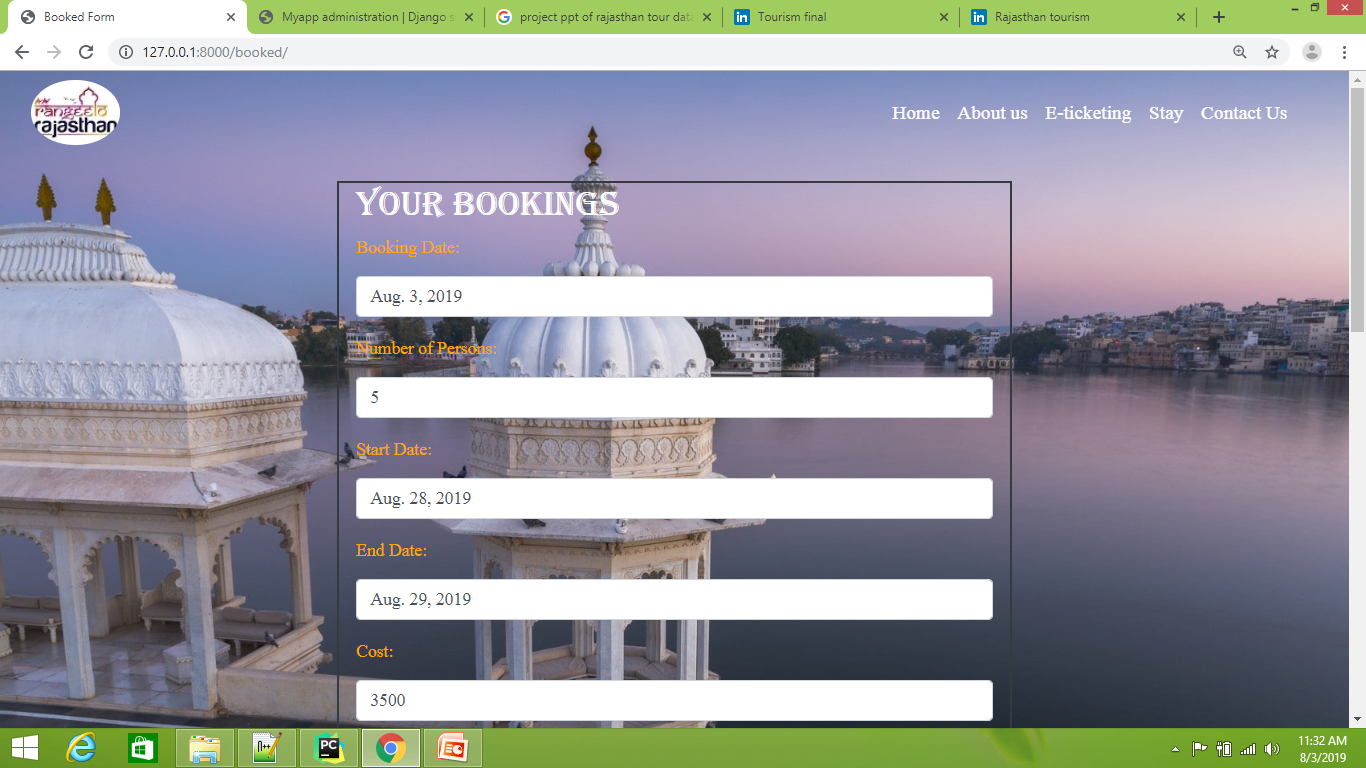 Booked Form
Myapp administration | Django s
project ppt of rajasthan tour data
Tourism final
Rajasthan tourism
127.0.0.1:8000/booked/
rangeelo
rajasthan
Home About us E-ticketing Stay Contact Us
YOUR BOOKINGS
Booking Date:
Aug. 3, 2019
Number of Persons:
5
Start Date:
Aug. 28, 2019
End Date:
Aug. 29, 2019
Cost:
3500
11:32 AM
8/3/2019